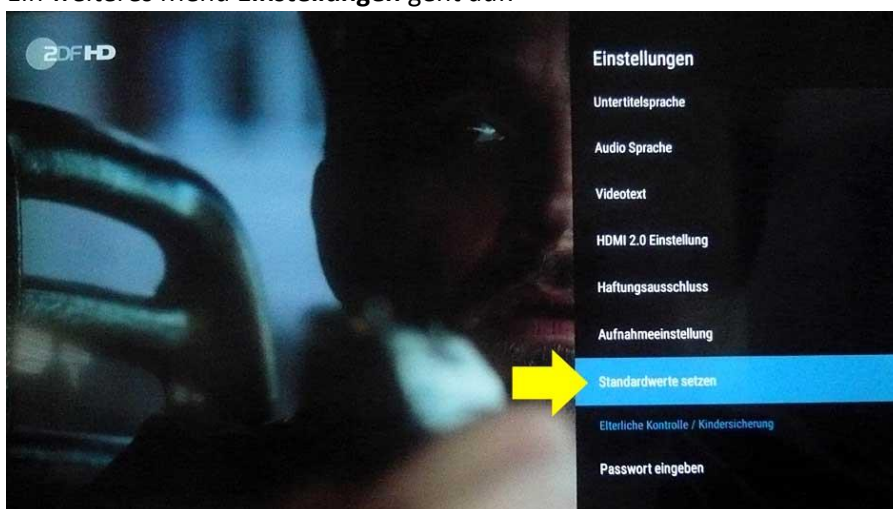 Ein weiteres Menü Einstellungen geht auf.
ZDF HD
Einstellungen
Untertitelsprache
Audio Sprache
Videotext
HDMI 2.0 Einstellung
Haftungsausschluss
Aufnahmeeinstellung
Standardwerte setzen
Elterliche Kontrolle / Kindersicherung
Passwort eingeben